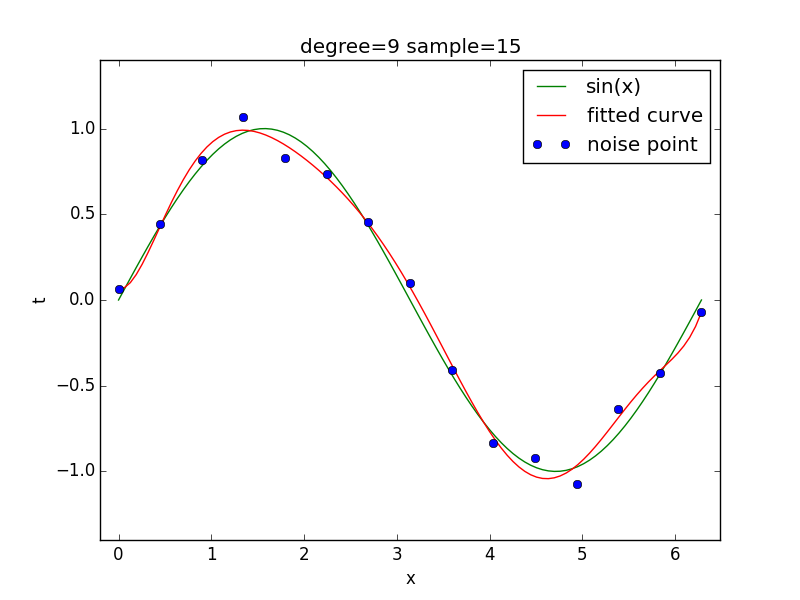 degree=9 sample=15
sin(x)
fitted curve
noise point
1.0
0.5
0.0
−0.5
−1.0
t
0 1 2 3 4 5 6
x